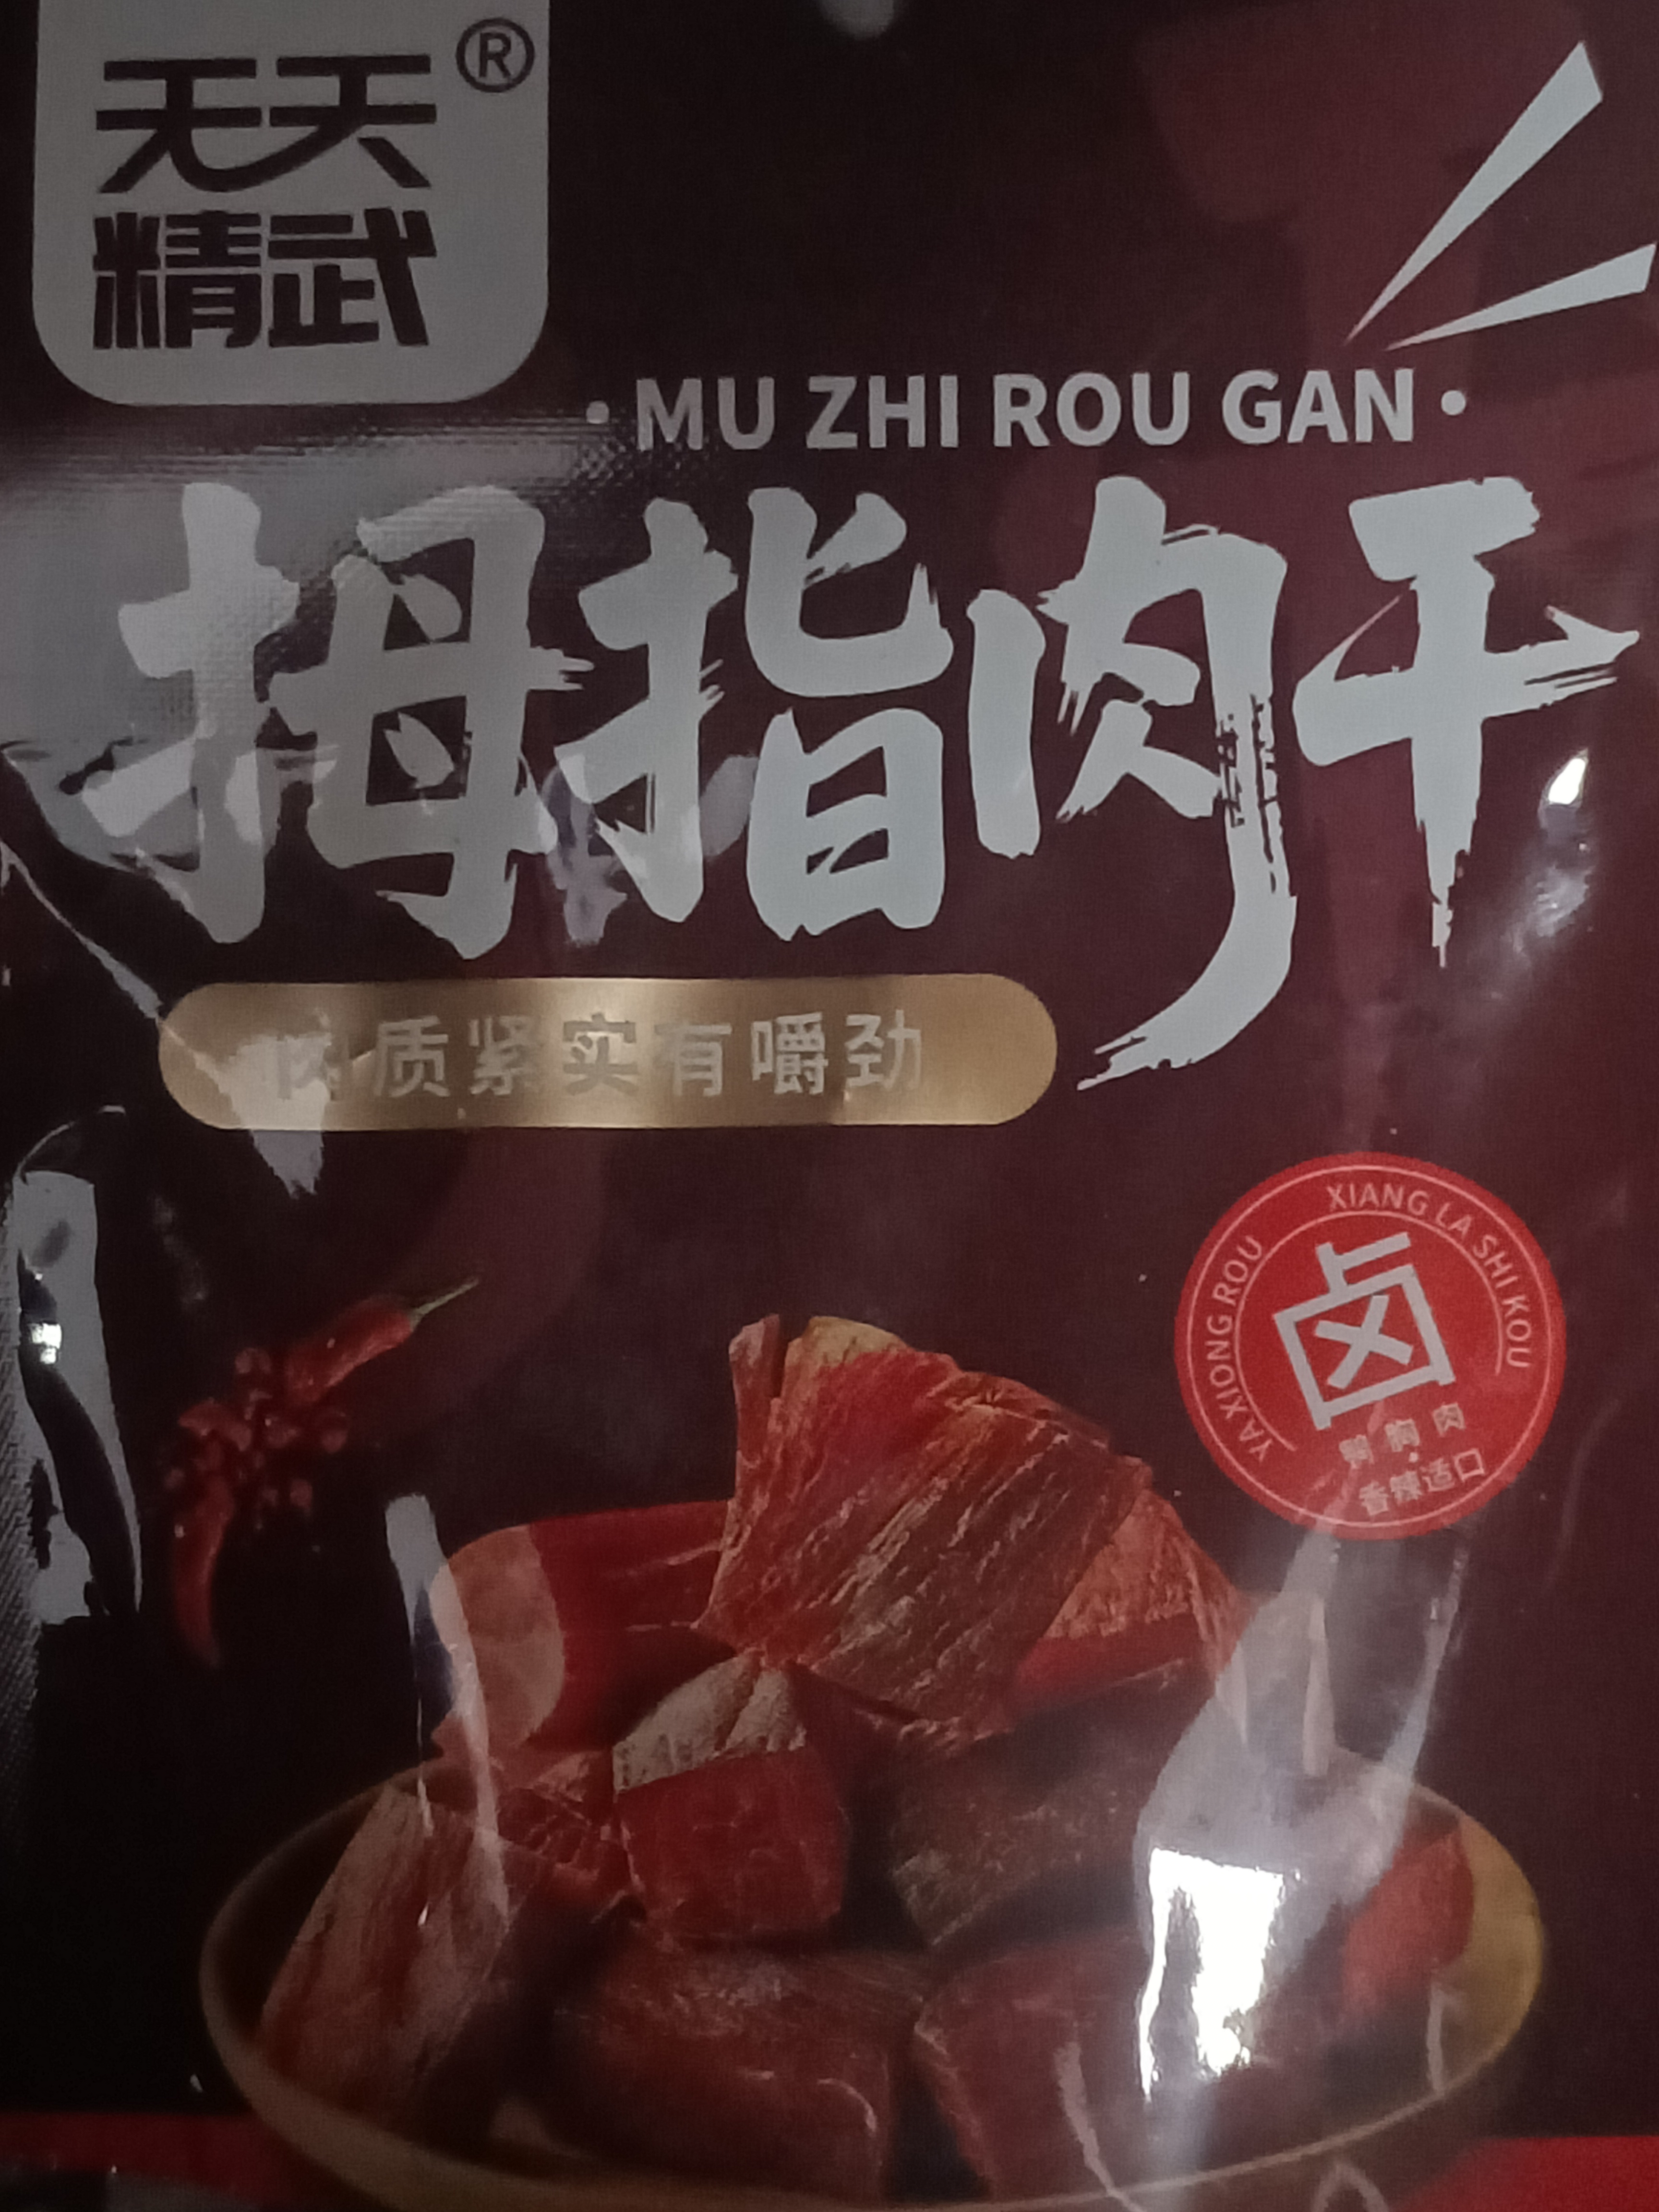 天天®
精武
· MU ZHI ROU GAN ·
拇指肉干
肉质紧实有嚼劲
YA XIONG ROU
XIANG LA SHI KOU
卤
鸭胸肉
香辣适口